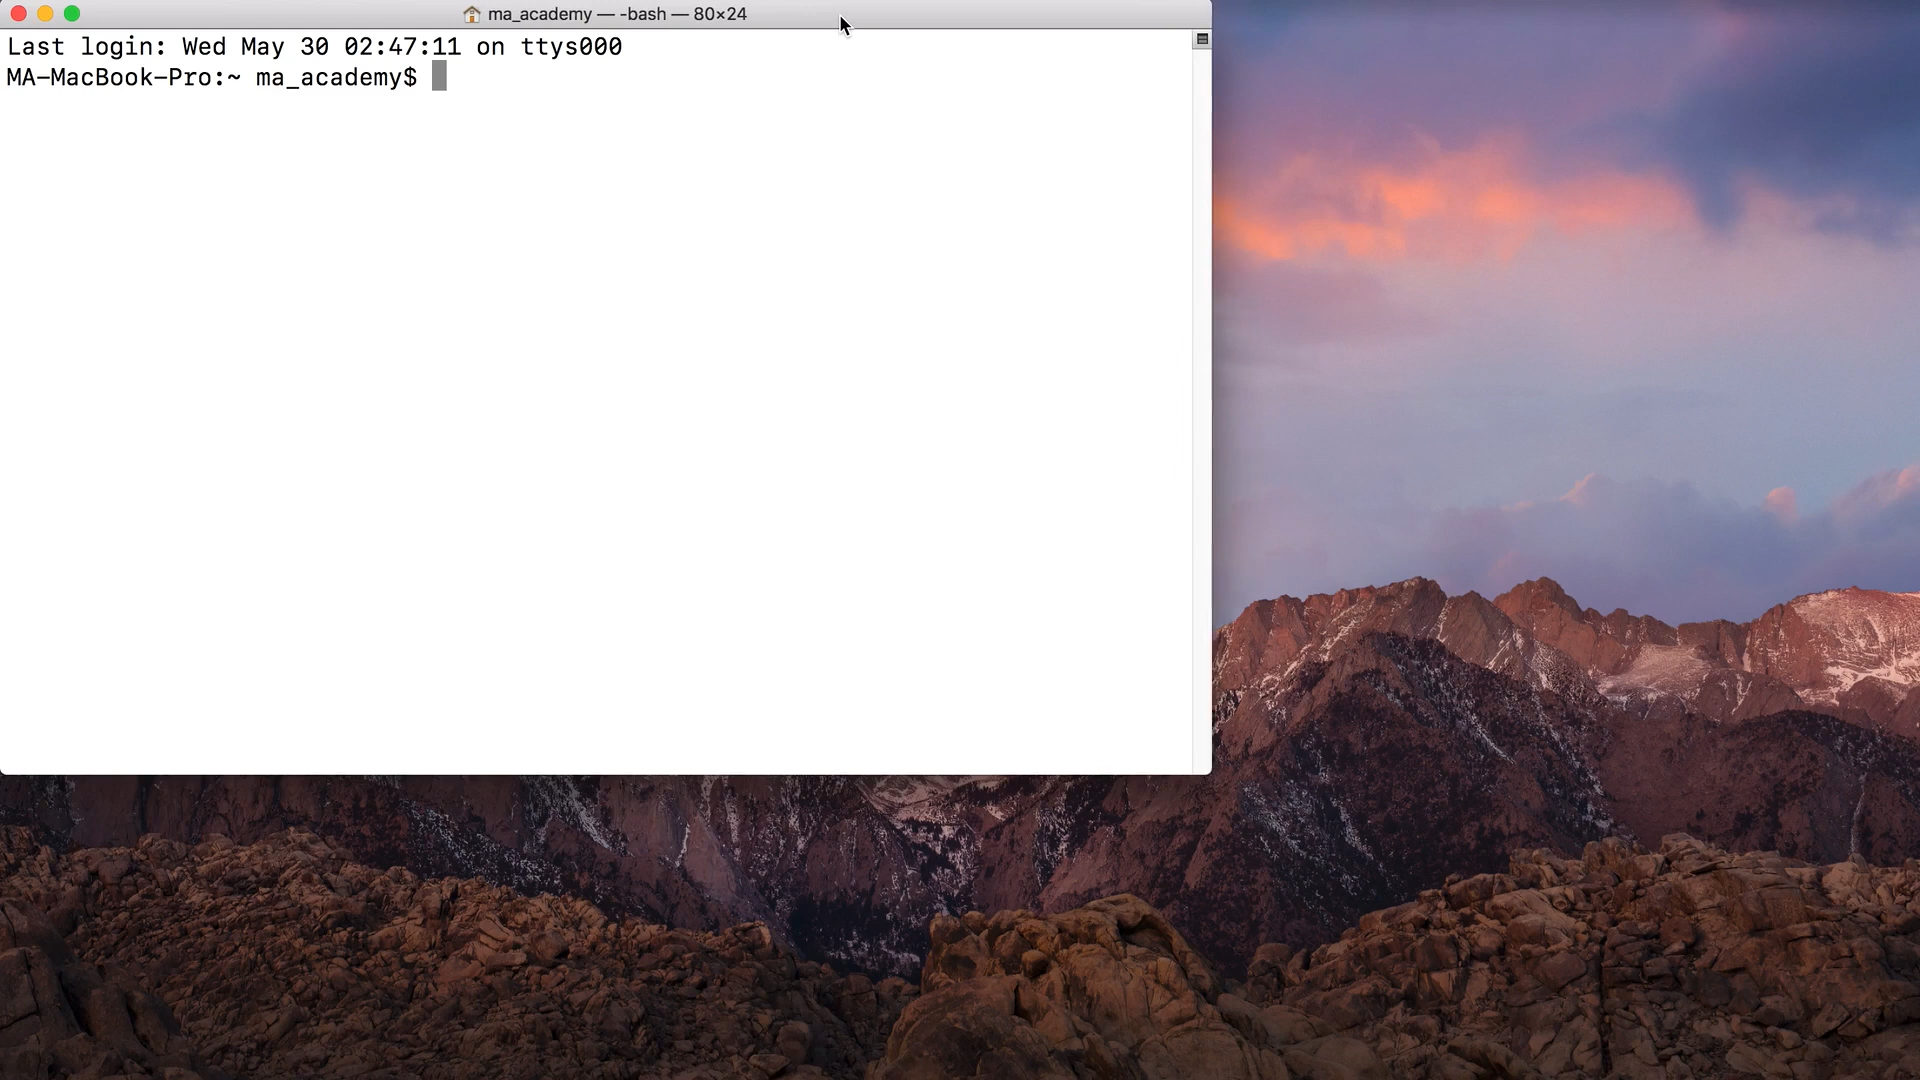 ma_academy — -bash — 80×24
Last login: Wed May 30 02:47:11 on ttys000
MA-MacBook-Pro:~ ma_academy$